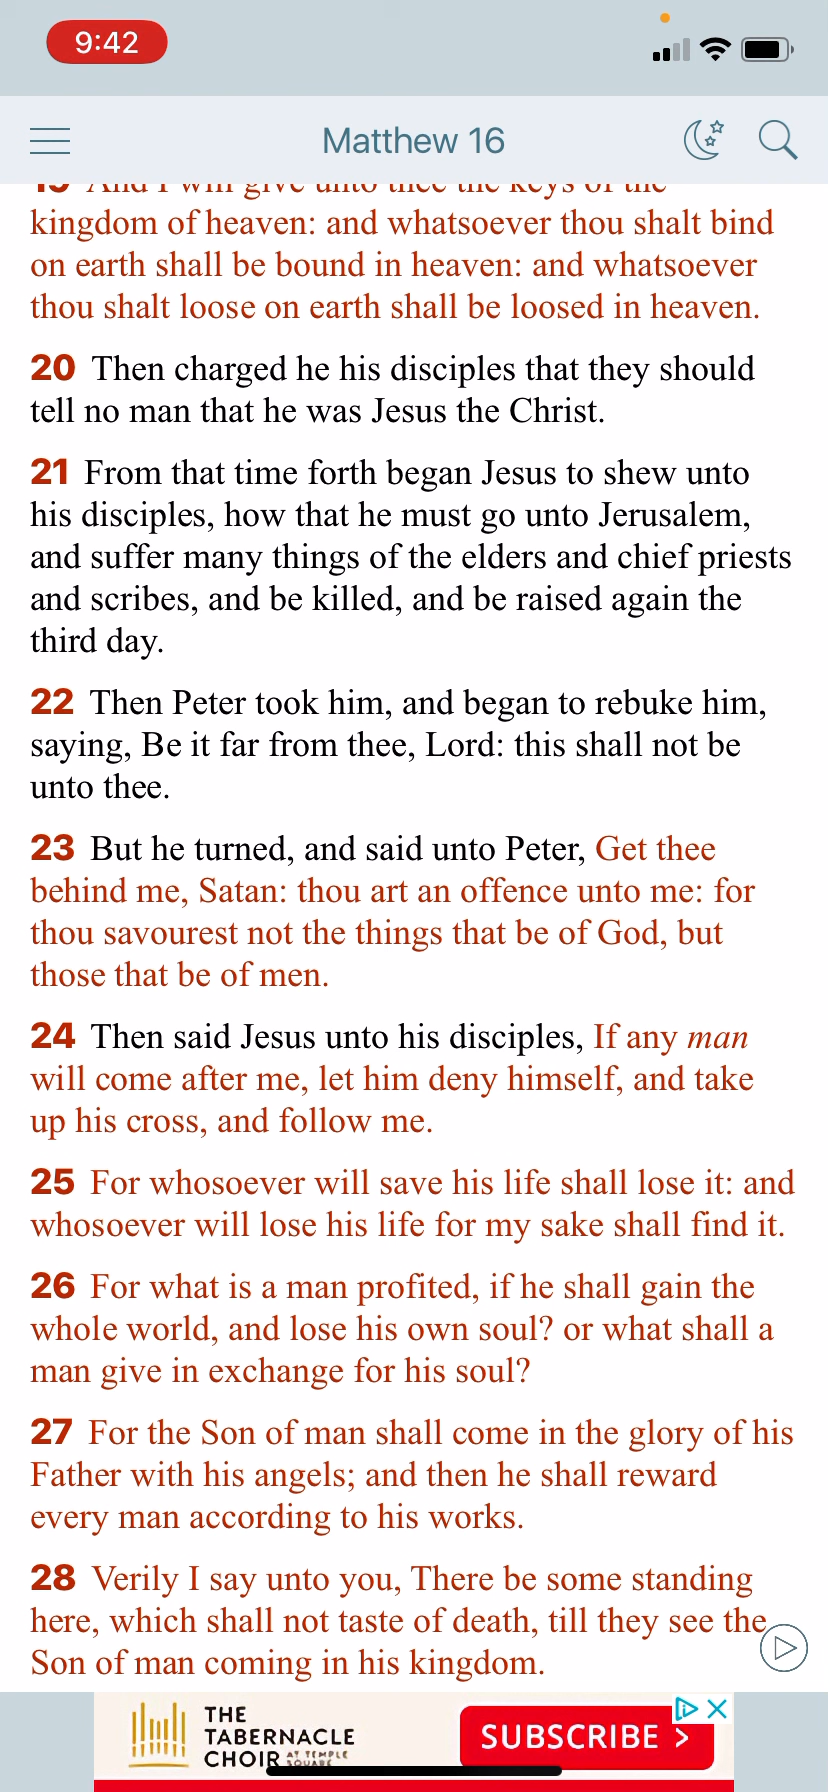 9:42
Matthew 16
19 And I will give unto thee the keys of the
kingdom of heaven: and whatsoever thou shalt bind
on earth shall be bound in heaven: and whatsoever
thou shalt loose on earth shall be loosed in heaven.
20 Then charged he his disciples that they should
tell no man that he was Jesus the Christ.
21 From that time forth began Jesus to shew unto
his disciples, how that he must go unto Jerusalem,
and suffer many things of the elders and chief priests
and scribes, and be killed, and be raised again the
third day.
22 Then Peter took him, and began to rebuke him,
saying, Be it far from thee, Lord: this shall not be
unto thee.
23 But he turned, and said unto Peter, Get thee
behind me, Satan: thou art an offence unto me: for
thou savourest not the things that be of God, but
those that be of men.
24 Then said Jesus unto his disciples, If any man
will come after me, let him deny himself, and take
up his cross, and follow me.
25 For whosoever will save his life shall lose it: and
whosoever will lose his life for my sake shall find it.
26 For what is a man profited, if he shall gain the
whole world, and lose his own soul? or what shall a
man give in exchange for his soul?
27 For the Son of man shall come in the glory of his
Father with his angels; and then he shall reward
every man according to his works.
28 Verily I say unto you, There be some standing
here, which shall not taste of death, till they see the
Son of man coming in his kingdom.
THE
TABERNACLE
CHOIR AT TEMPLE SQUARE
SUBSCRIBE >